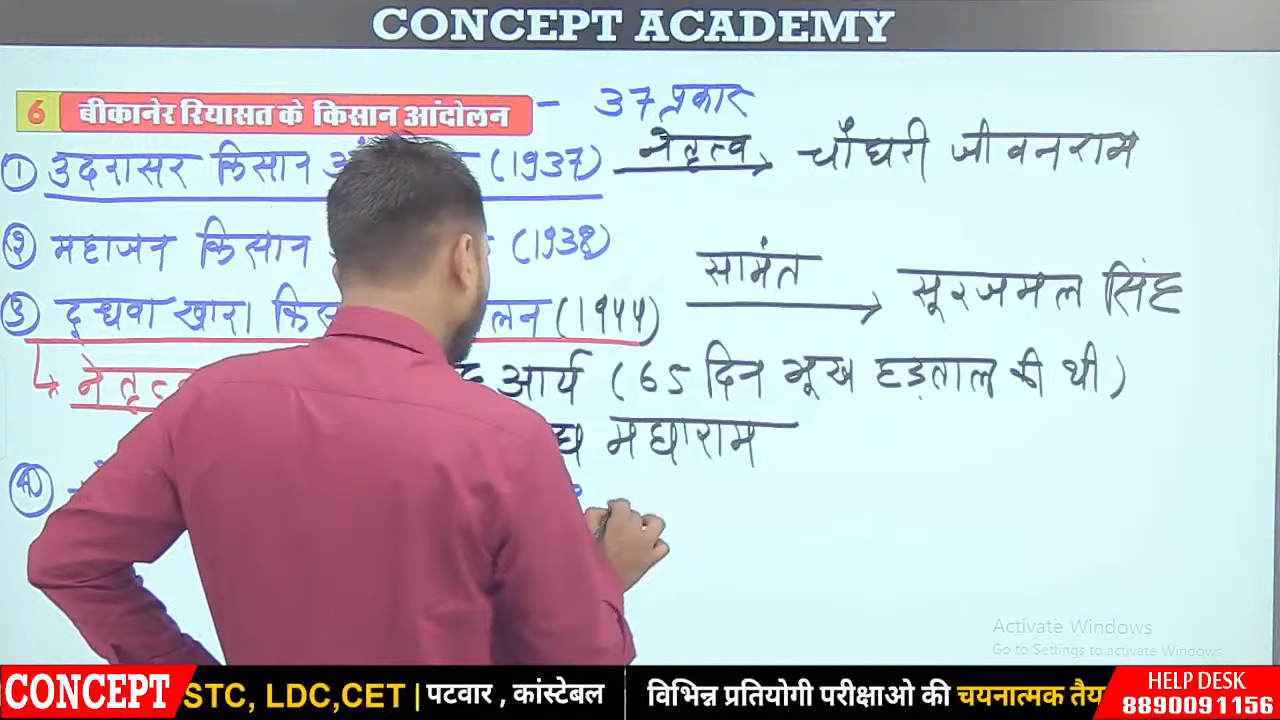 CONCEPT ACADEMY
6 बीकानेर रियासत के किसान आंदोलन - 37 प्रकार
① उदरासर किसान (1937) नेतृत्व → चौधरी जीवनराम
② महाजन किसान (1938)
③ दूधवा खारा लन (1944) सामंत → सूरजमल सिंह
आर्य (65 दिन भूख हड़ताल की थी)
मघाराम
④
Activate Windows
Go to Settings to activate Windows.
CONCEPT STC, LDC,CET | पटवार , कांस्टेबल | विभिन्न प्रतियोगी परीक्षाओ की चयनात्मक HELP DESK
8890091156